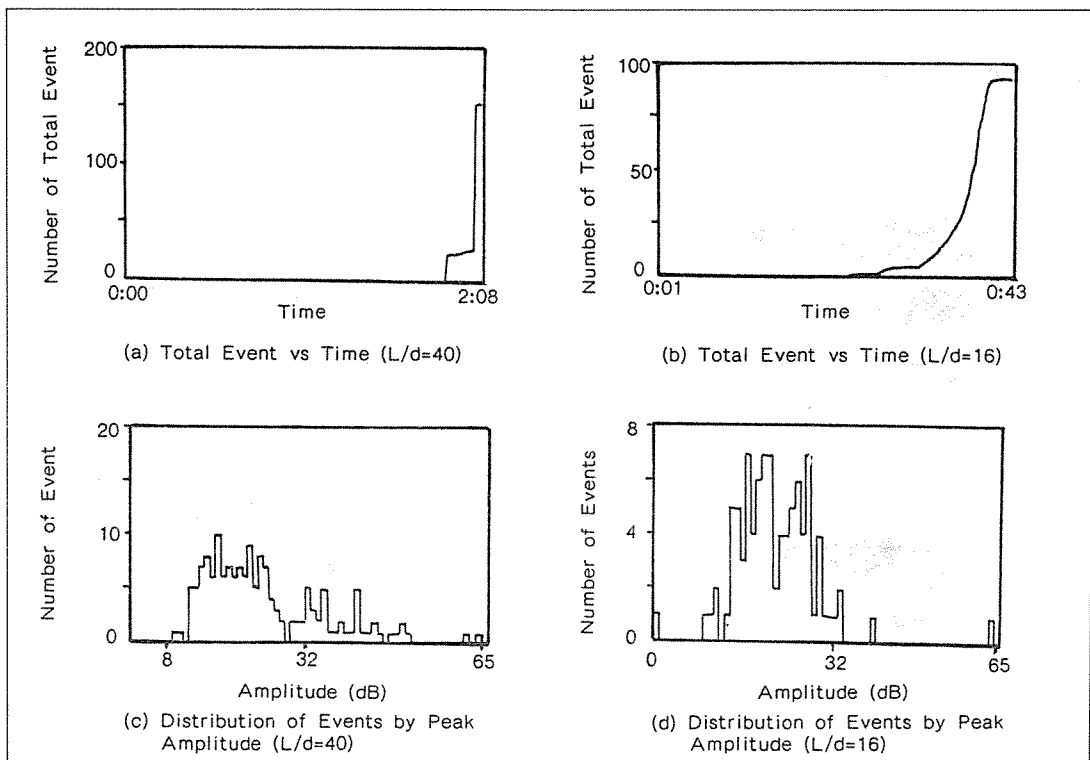 200
100
0
Number of Total Event
0:00
2:08
Time
(a) Total Event vs Time (L/d=40)
100
50
0
Number of Total Event
0:01
0:43
Time
(b) Total Event vs Time (L/d=16)
20
10
0
Number of Event
8
32
65
Amplitude (dB)
(c) Distribution of Events by Peak
Amplitude (L/d=40)
8
4
0
Number of Events
0
32
65
Amplitude (dB)
(d) Distribution of Events by Peak
Amplitude (L/d=16)